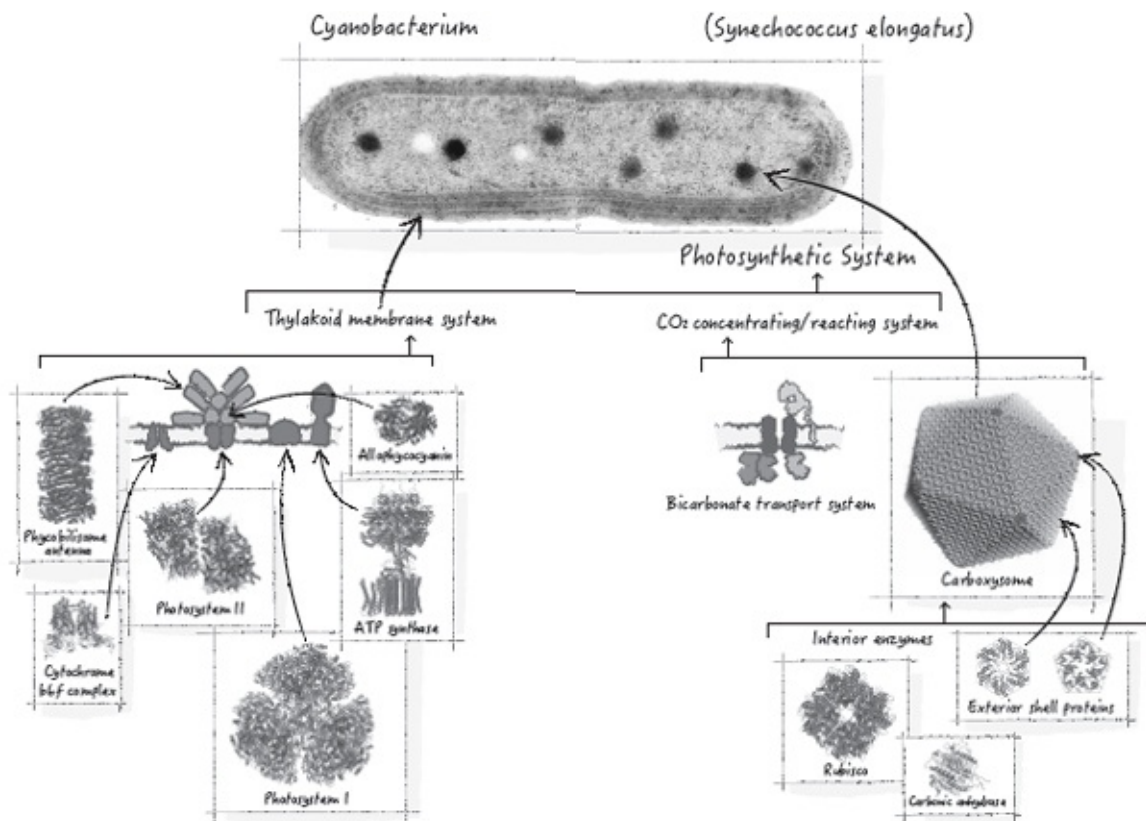 Cyanobacterium
(Synechococcus elongatus)
Photosynthetic System
Thylakoid membrane system
CO₂ concentrating/reacting system
Allophycocyanin
Phycobilisome
antenna
Photosystem II
ATP synthase
Cytochrome
b6f complex
Photosystem I
Bicarbonate transport system
Carboxysome
Interior enzymes
Exterior shell proteins
Rubisco
Carbonic anhydrase